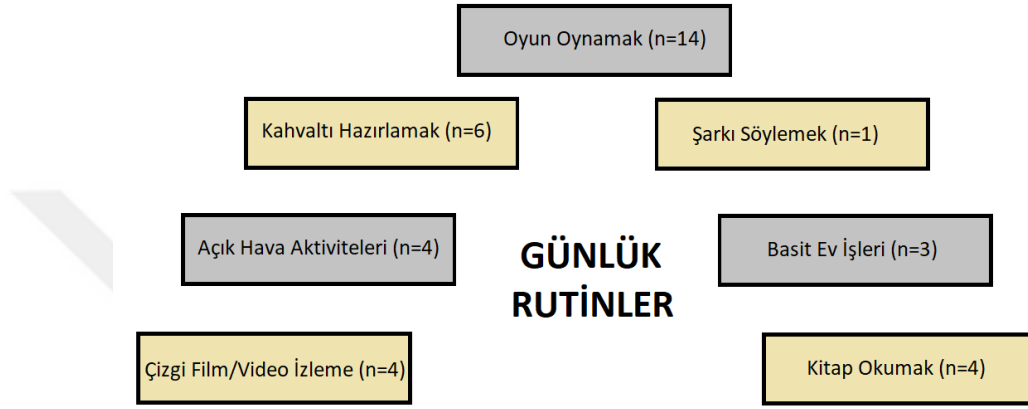 Oyun Oynamak (n=14)
Kahvaltı Hazırlamak (n=6)
Şarkı Söylemek (n=1)
Açık Hava Aktiviteleri (n=4)
GÜNLÜK
RUTİNLER
Basit Ev İşleri (n=3)
Çizgi Film/Video İzleme (n=4)
Kitap Okumak (n=4)